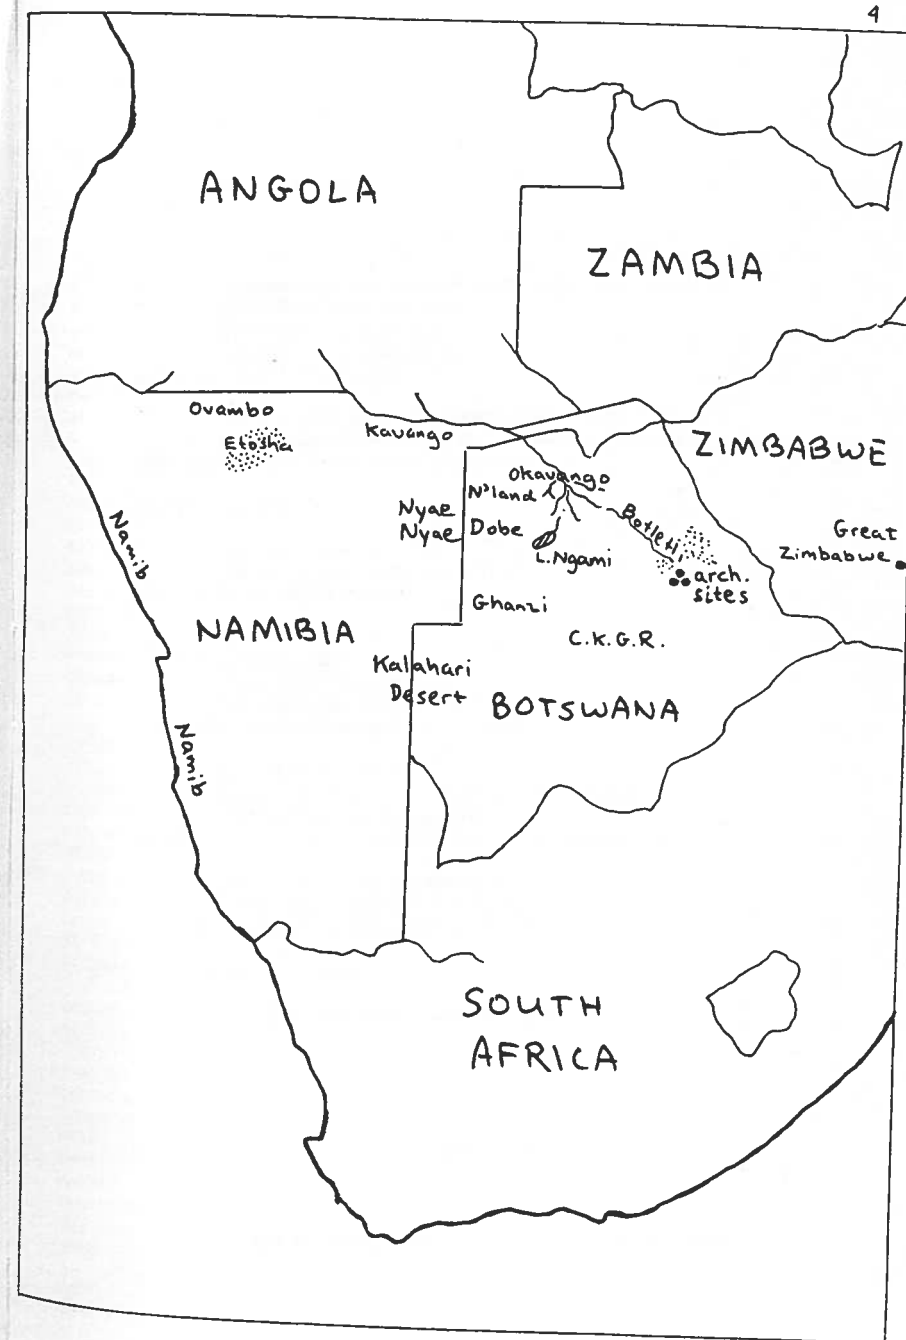 4
ANGOLA
ZAMBIA
Ovambo
Etosha
Kavango
ZIMBABWE
Okavango
N'land
Nyae
Nyae
Dobe
Botleti
L.Ngami
Great
Zimbabwe
arch.
sites
Namib
Ghanzi
NAMIBIA
C.K.G.R.
Kalahari
Desert
BOTSWANA
Namib
SOUTH
AFRICA